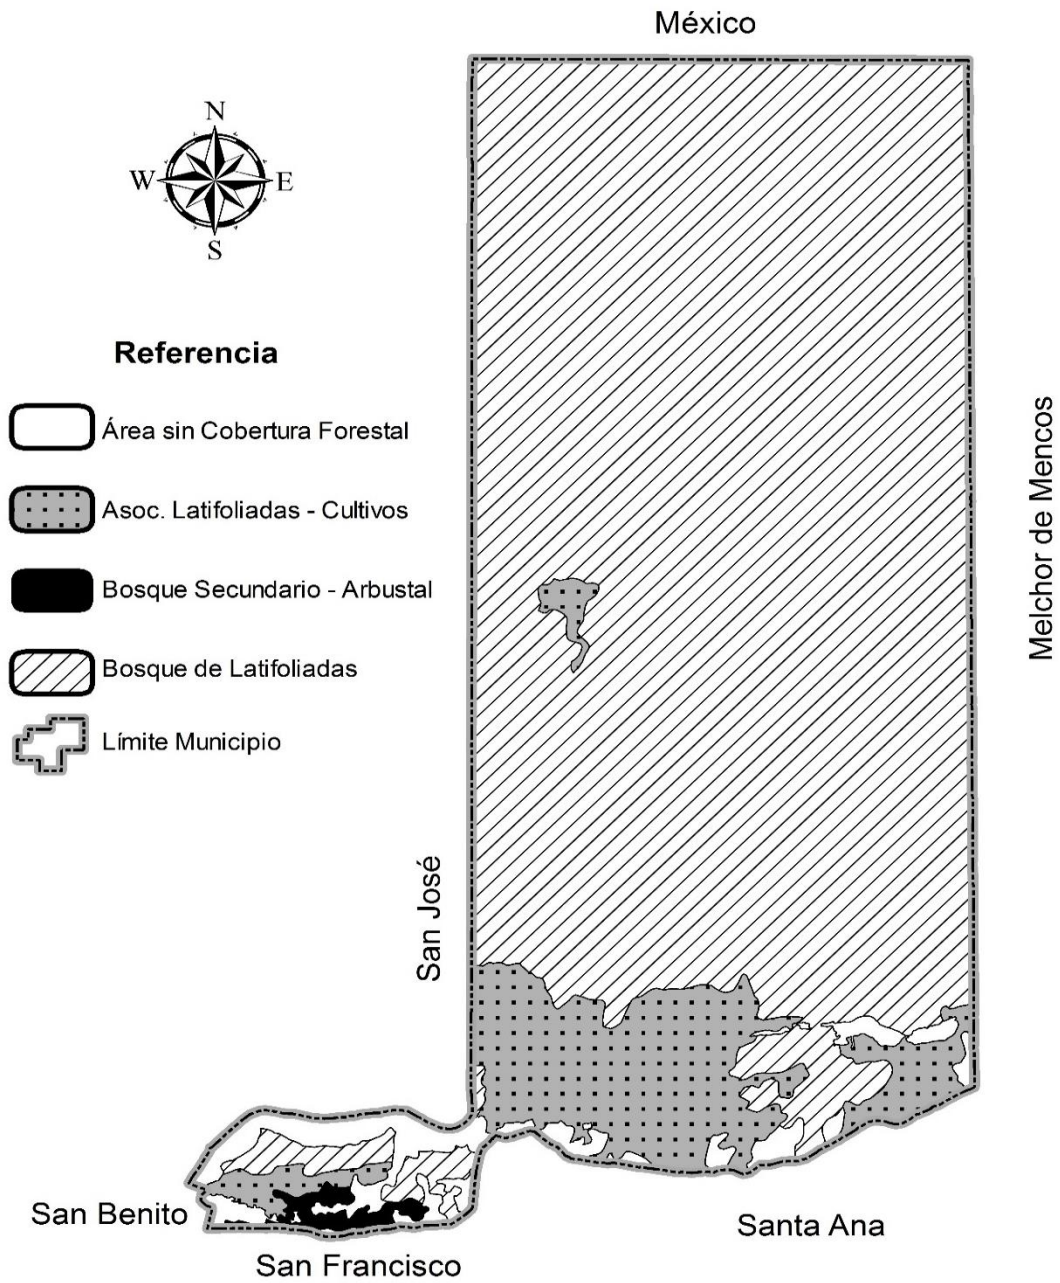 México
N
W E
S
Referencia
Área sin Cobertura Forestal
Asoc. Latifoliadas - Cultivos
Bosque Secundario - Arbustal
Bosque de Latifoliadas
Límite Municipio
Melchor de Mencos
San José
San Benito
Santa Ana
San Francisco